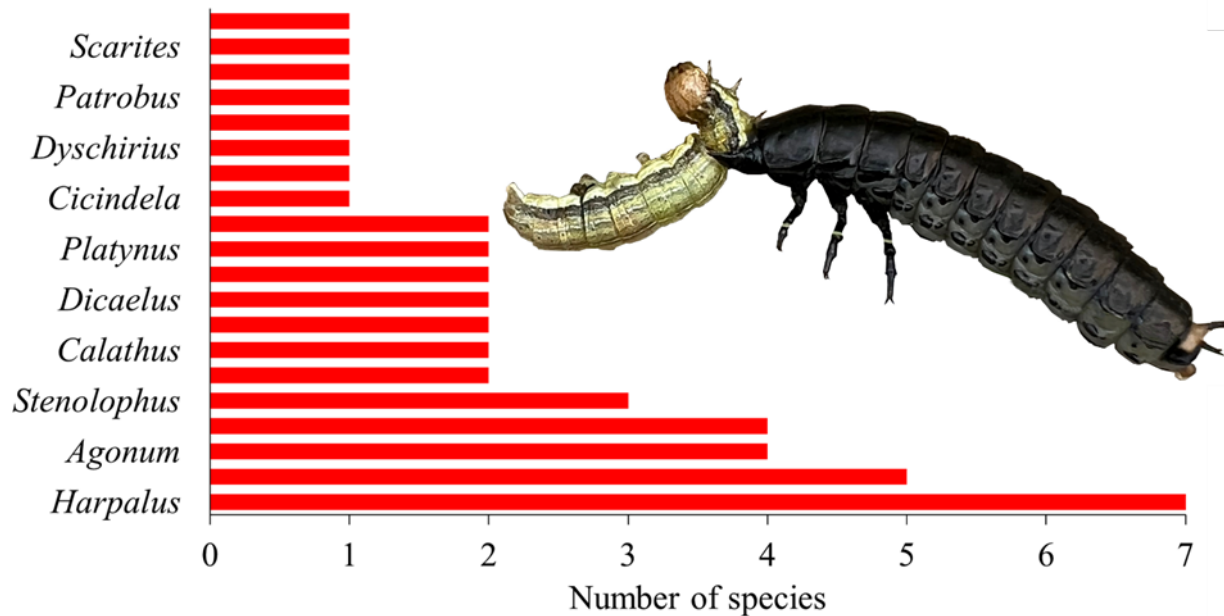 Scarites
Patrobus
Dyschirius
Cicindela
Platynus
Dicaelus
Calathus
Stenolophus
Agonum
Harpalus
0 1 2 3 4 5 6 7
Number of species